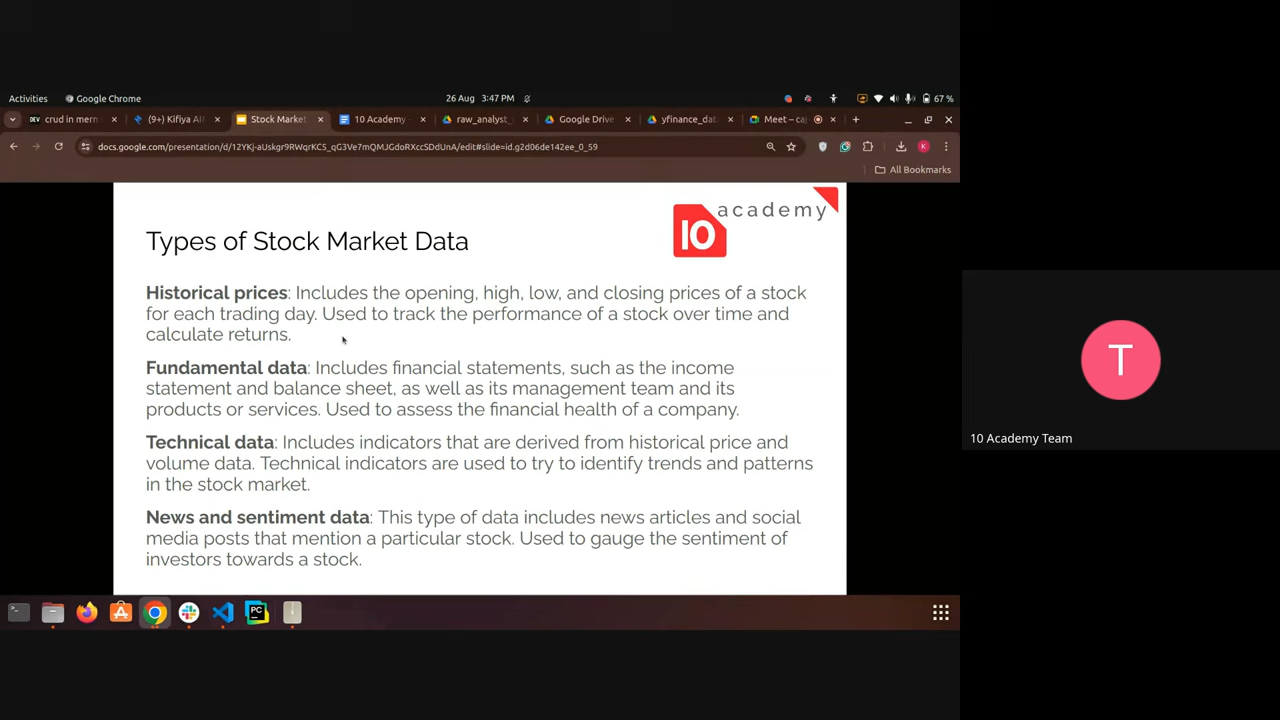 Activities
Google Chrome
26 Aug 3:47 PM
67 %
crud in mern
(9+) Kifiya AI
Stock Market
10 Academy
raw_analyst_
Google Drive
yfinance_dat
Meet – caj
docs.google.com/presentation/d/12YKj-aUskgr9RWqrKC5_qG3Ve7mQMJGdoRXccSDdUnA/edit#slide=id.g2d06de142ee_0_59
K
All Bookmarks
10 academy
Types of Stock Market Data
Historical prices: Includes the opening, high, low, and closing prices of a stock
for each trading day. Used to track the performance of a stock over time and
calculate returns.
Fundamental data: Includes financial statements, such as the income
statement and balance sheet, as well as its management team and its
products or services. Used to assess the financial health of a company.
Technical data: Includes indicators that are derived from historical price and
volume data. Technical indicators are used to try to identify trends and patterns
in the stock market.
News and sentiment data: This type of data includes news articles and social
media posts that mention a particular stock. Used to gauge the sentiment of
investors towards a stock.
PC
T
10 Academy Team